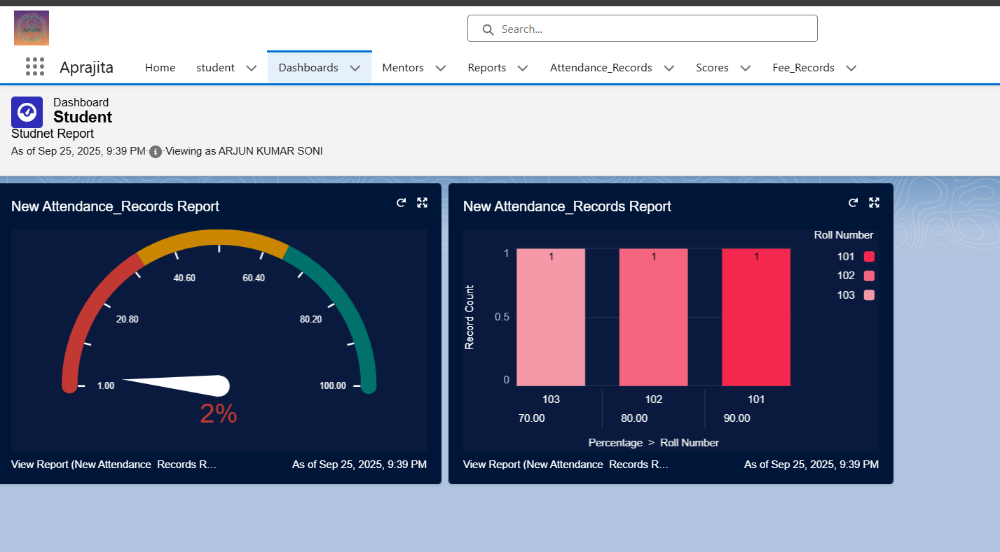 Aprajita
Search...
Aprajita
Home
student
Dashboards
Mentors
Reports
Attendance_Records
Scores
Fee_Records
Dashboard
Student
Studnet Report
As of Sep 25, 2025, 9:39 PM·Viewing as ARJUN KUMAR SONI
New Attendance_Records Report
40.60
60.40
20.80
80.20
1.00
100.00
2%
View Report (New Attendance Records R...
As of Sep 25, 2025, 9:39 PM
New Attendance_Records Report
Roll Number
101
102
103
Record Count
1
0.5
0
1
1
1
103
102
101
70.00
80.00
90.00
Percentage > Roll Number
View Report (New Attendance Records R...
As of Sep 25, 2025, 9:39 PM